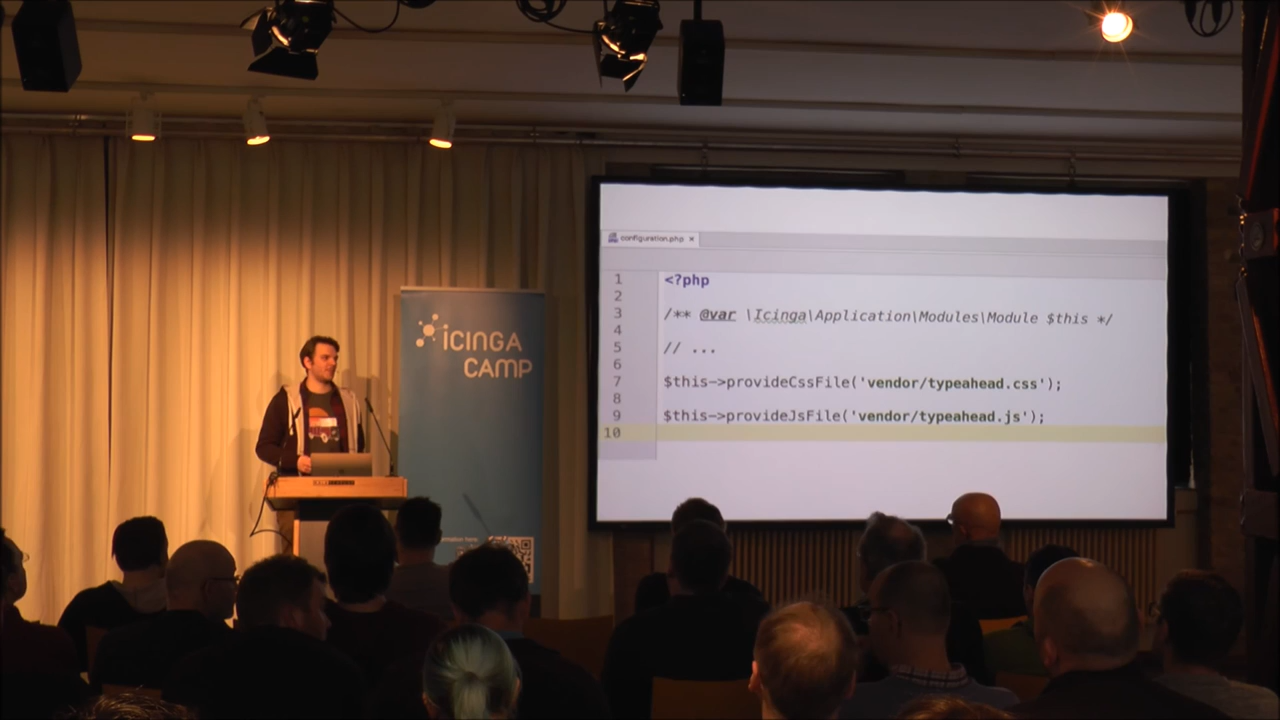 ICINGA
CAMP
configuration.php ×
1 <?php
2
3 /** @var \Icinga\Application\Modules\Module $this */
4
5 // ...
6
7 $this->provideCssFile('vendor/typeahead.css');
8
9 $this->provideJsFile('vendor/typeahead.js');
10